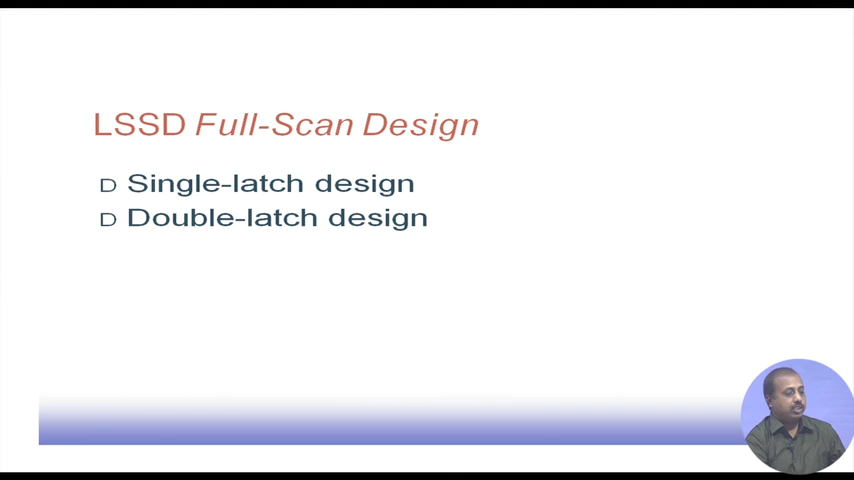 LSSD Full-Scan Design
D Single-latch design
D Double-latch design